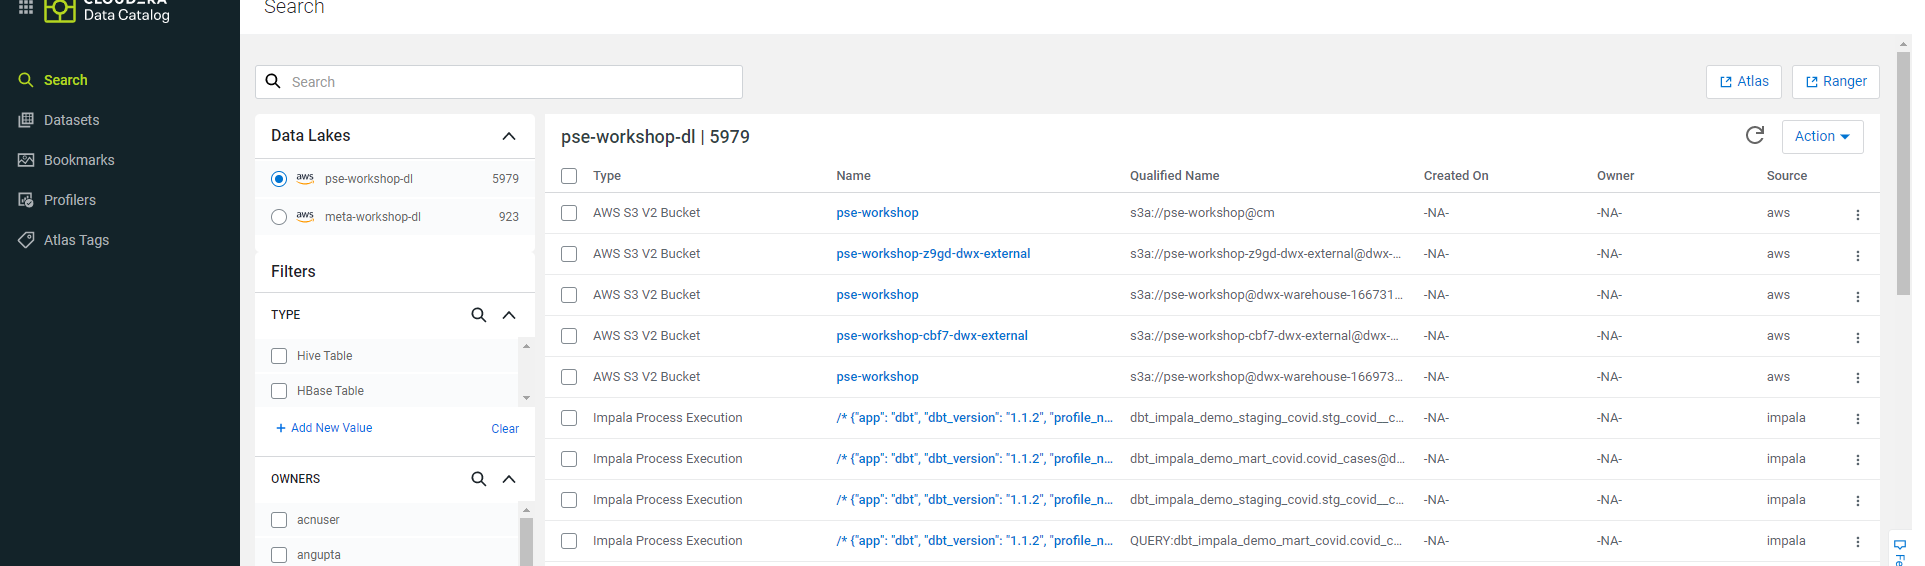 CLOUDERA
Data Catalog
Search
Search
Datasets
Bookmarks
Profilers
Atlas Tags
Search
Atlas
Ranger
Data Lakes
aws pse-workshop-dl 5979
aws meta-workshop-dl 923
Filters
TYPE
Hive Table
HBase Table
+ Add New Value Clear
OWNERS
acnuser
angupta
pse-workshop-dl | 5979
Action
Type Name Qualified Name Created On Owner Source
AWS S3 V2 Bucket pse-workshop s3a://pse-workshop@cm -NA- -NA- aws
AWS S3 V2 Bucket pse-workshop-z9gd-dwx-external s3a://pse-workshop-z9gd-dwx-external@dwx-... -NA- -NA- aws
AWS S3 V2 Bucket pse-workshop s3a://pse-workshop@dwx-warehouse-166731... -NA- -NA- aws
AWS S3 V2 Bucket pse-workshop-cbf7-dwx-external s3a://pse-workshop-cbf7-dwx-external@dwx-... -NA- -NA- aws
AWS S3 V2 Bucket pse-workshop s3a://pse-workshop@dwx-warehouse-166973... -NA- -NA- aws
Impala Process Execution /* {"app": "dbt", "dbt_version": "1.1.2", "profile_n... dbt_impala_demo_staging_covid.stg_covid__c... -NA- -NA- impala
Impala Process Execution /* {"app": "dbt", "dbt_version": "1.1.2", "profile_n... dbt_impala_demo_mart_covid.covid_cases@d... -NA- -NA- impala
Impala Process Execution /* {"app": "dbt", "dbt_version": "1.1.2", "profile_n... dbt_impala_demo_staging_covid.stg_covid__c... -NA- -NA- impala
Impala Process Execution /* {"app": "dbt", "dbt_version": "1.1.2", "profile_n... QUERY:dbt_impala_demo_mart_covid.covid_c... -NA- -NA- impala
Fe